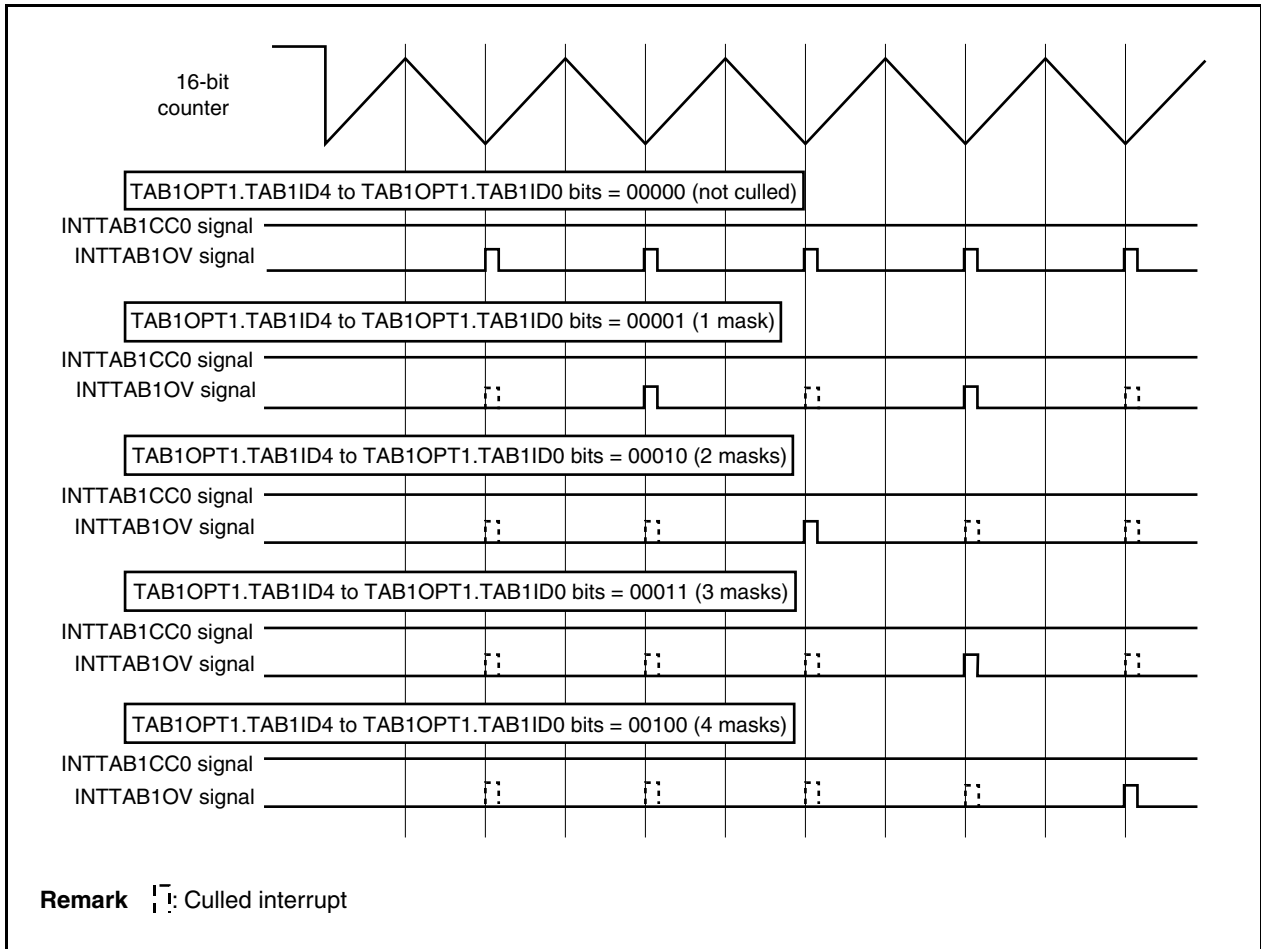 16-bit
counter
TAB1OPT1.TAB1ID4 to TAB1OPT1.TAB1ID0 bits = 00000 (not culled)
INTTAB1CC0 signal
INTTAB1OV signal
TAB1OPT1.TAB1ID4 to TAB1OPT1.TAB1ID0 bits = 00001 (1 mask)
INTTAB1CC0 signal
INTTAB1OV signal
TAB1OPT1.TAB1ID4 to TAB1OPT1.TAB1ID0 bits = 00010 (2 masks)
INTTAB1CC0 signal
INTTAB1OV signal
TAB1OPT1.TAB1ID4 to TAB1OPT1.TAB1ID0 bits = 00011 (3 masks)
INTTAB1CC0 signal
INTTAB1OV signal
TAB1OPT1.TAB1ID4 to TAB1OPT1.TAB1ID0 bits = 00100 (4 masks)
INTTAB1CC0 signal
INTTAB1OV signal
Remark : Culled interrupt